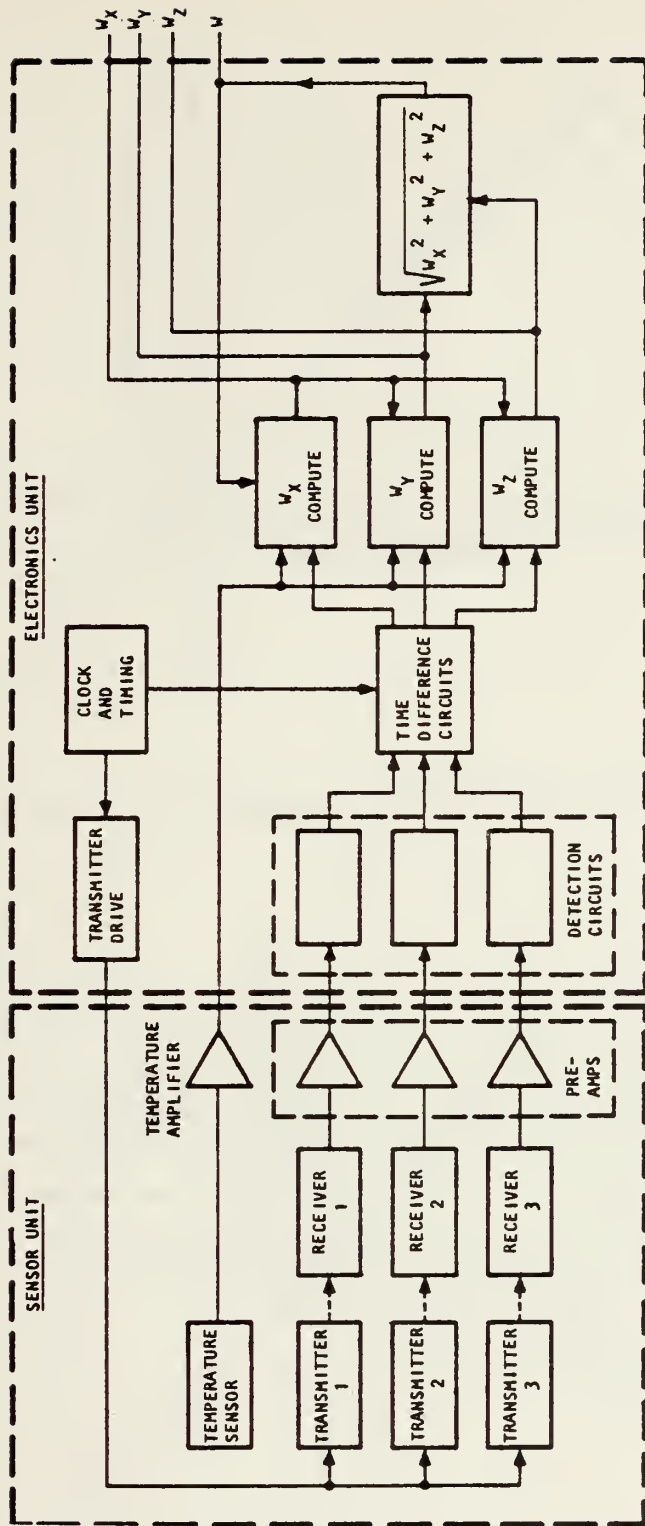 SENSOR UNIT
ELECTRONICS UNIT
TEMPERATURE
SENSOR
TEMPERATURE
AMPLIFIER
TRANSMITTER
DRIVE
CLOCK
AND
TIMING
TRANSMITTER
1
RECEIVER
1
TRANSMITTER
2
RECEIVER
2
TRANSMITTER
3
RECEIVER
3
PRE-
AMPS
DETECTION
CIRCUITS
TIME
DIFFERENCE
CIRCUITS
W_X
COMPUTE
W_Y
COMPUTE
W_Z
COMPUTE
√W_X² + W_Y² + W_Z²
W_X
W_Y
W_Z
W